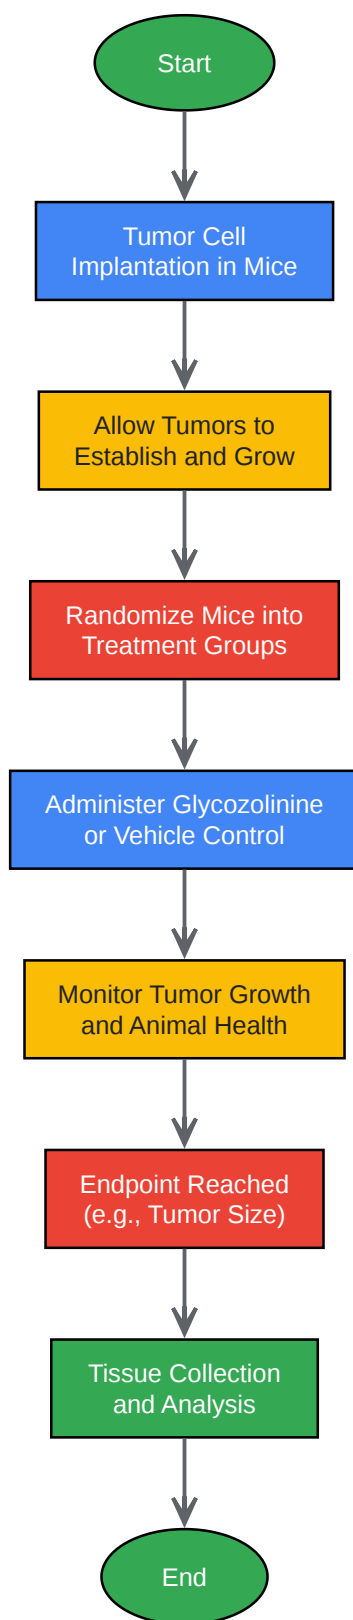 Start
Tumor Cell
Implantation in Mice
Allow Tumors to
Establish and Grow
Randomize Mice into
Treatment Groups
Administer Glycozolinine
or Vehicle Control
Monitor Tumor Growth
and Animal Health
Endpoint Reached
(e.g., Tumor Size)
Tissue Collection
and Analysis
End